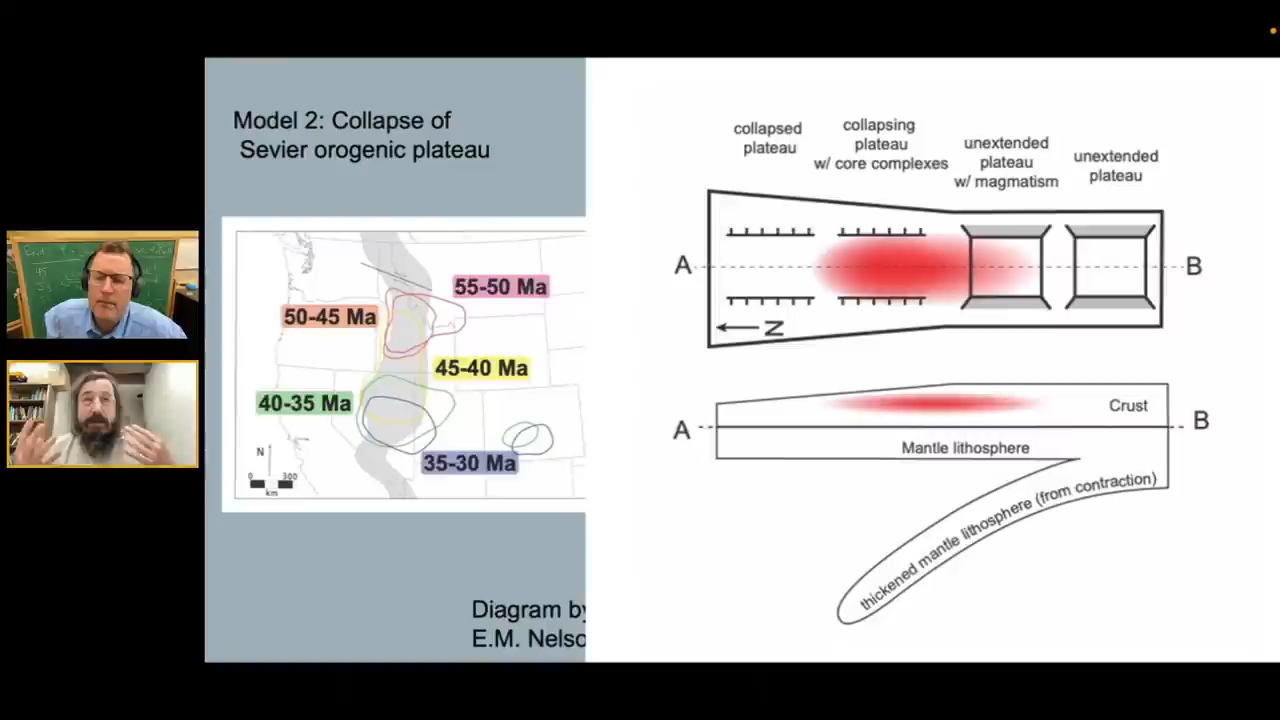 Model 2: Collapse of
Sevier orogenic plateau
55-50 Ma
50-45 Ma
45-40 Ma
40-35 Ma
35-30 Ma
N
0 300
km
Diagram by
E.M. Nelso
collapsed
plateau
collapsing
plateau
w/ core complexes
unextended
plateau
w/ magmatism
unextended
plateau
A
B
N
A
B
Crust
Mantle lithosphere
thickened mantle lithosphere (from contraction)